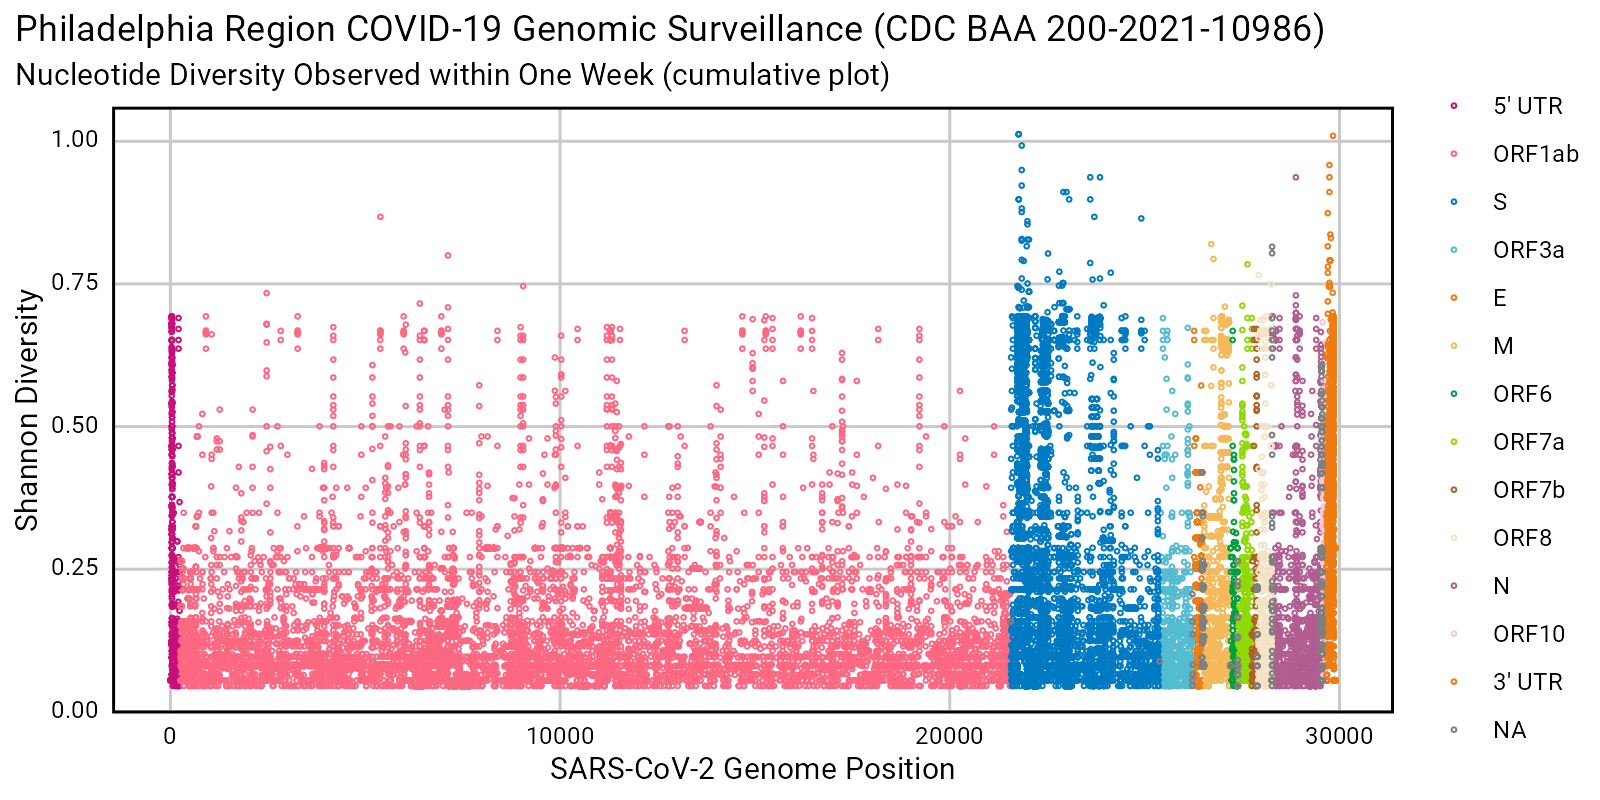 Philadelphia Region COVID-19 Genomic Surveillance (CDC BAA 200-2021-10986)
Nucleotide Diversity Observed within One Week (cumulative plot)
Shannon Diversity
1.00
0.75
0.50
0.25
0.00
0
10000
20000
30000
SARS-CoV-2 Genome Position
5' UTR
ORF1ab
S
ORF3a
E
M
ORF6
ORF7a
ORF7b
ORF8
N
ORF10
3' UTR
NA